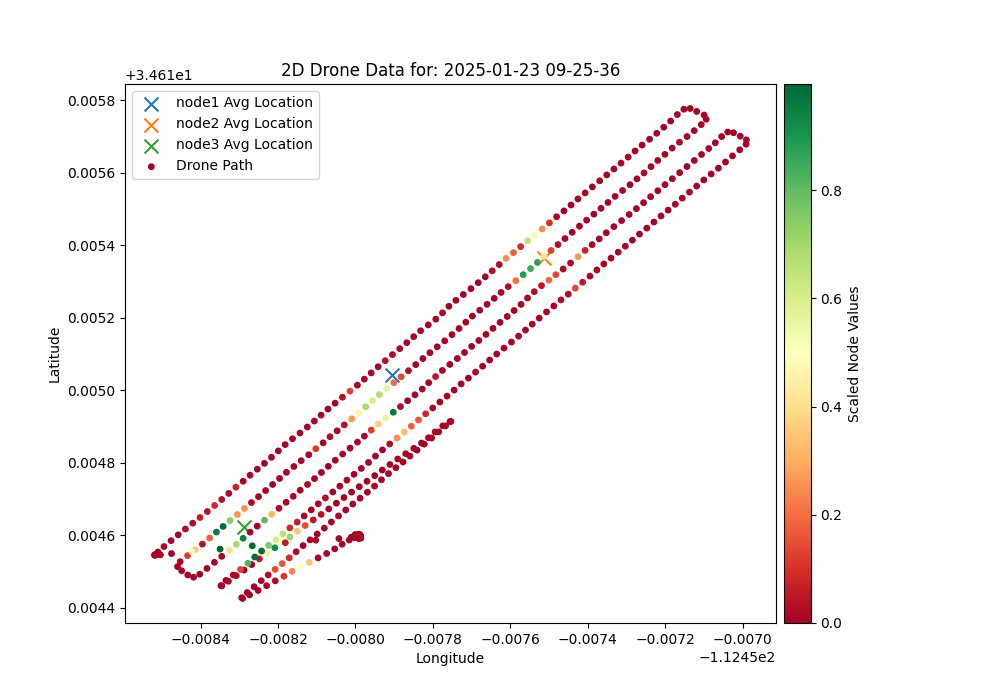 2D Drone Data for: 2025-01-23 09-25-36
+3.461e1
node1 Avg Location
node2 Avg Location
node3 Avg Location
Drone Path
0.0058
0.0056
0.0054
0.0052
0.0050
0.0048
0.0046
0.0044
Latitude
−0.0084
−0.0082
−0.0080
−0.0078
−0.0076
−0.0074
−0.0072
−0.0070
−1.1245e2
Longitude
0.8
0.6
0.4
0.2
0.0
Scaled Node Values